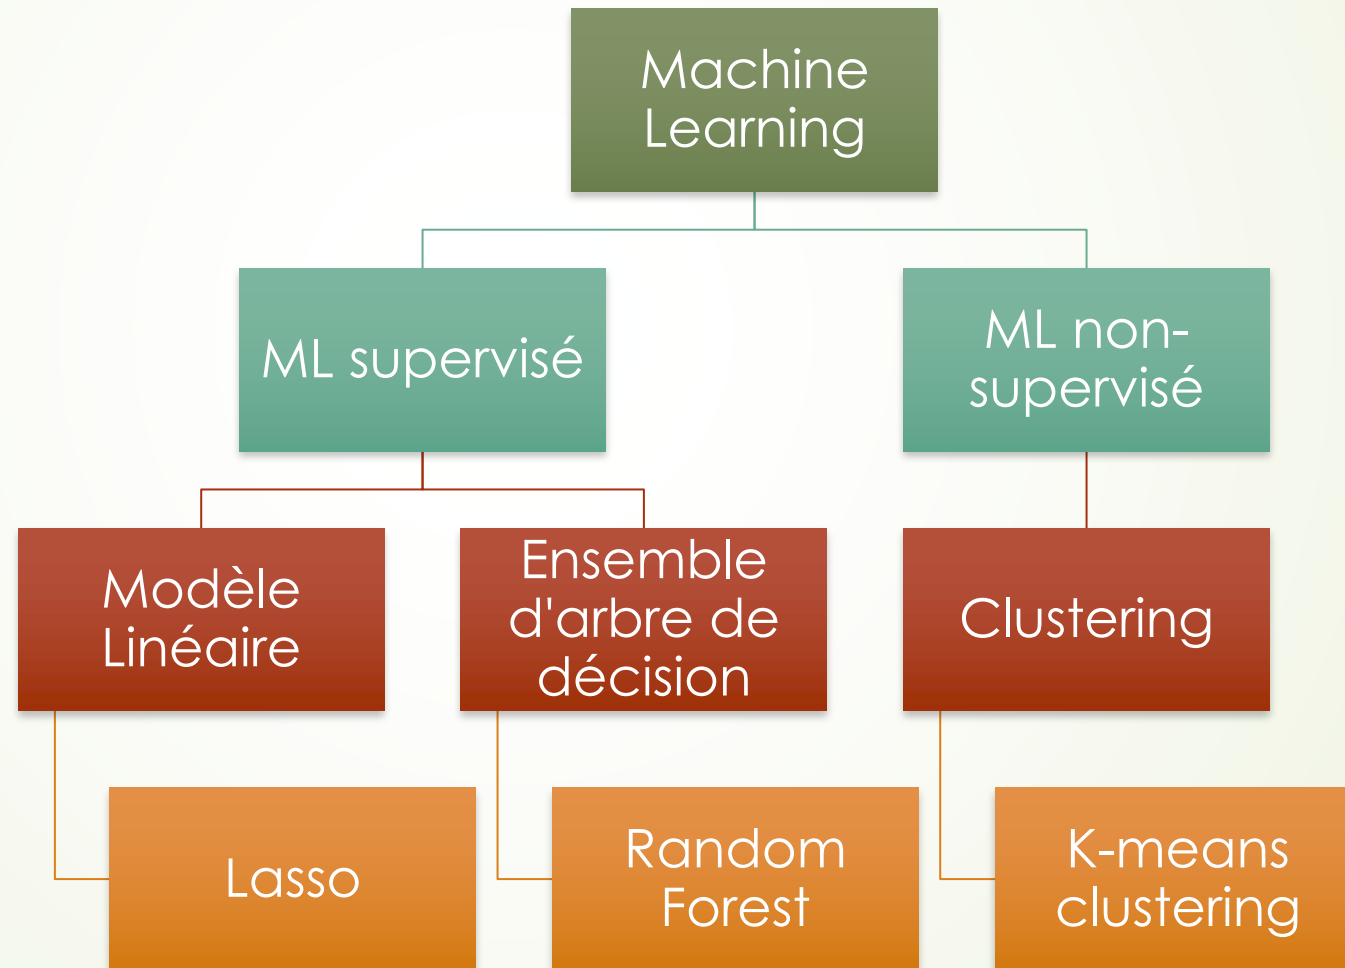 Machine
Learning
ML supervisé
ML non-
supervisé
Modèle
Linéaire
Ensemble
d'arbre de
décision
Clustering
Lasso
Random
Forest
K-means
clustering